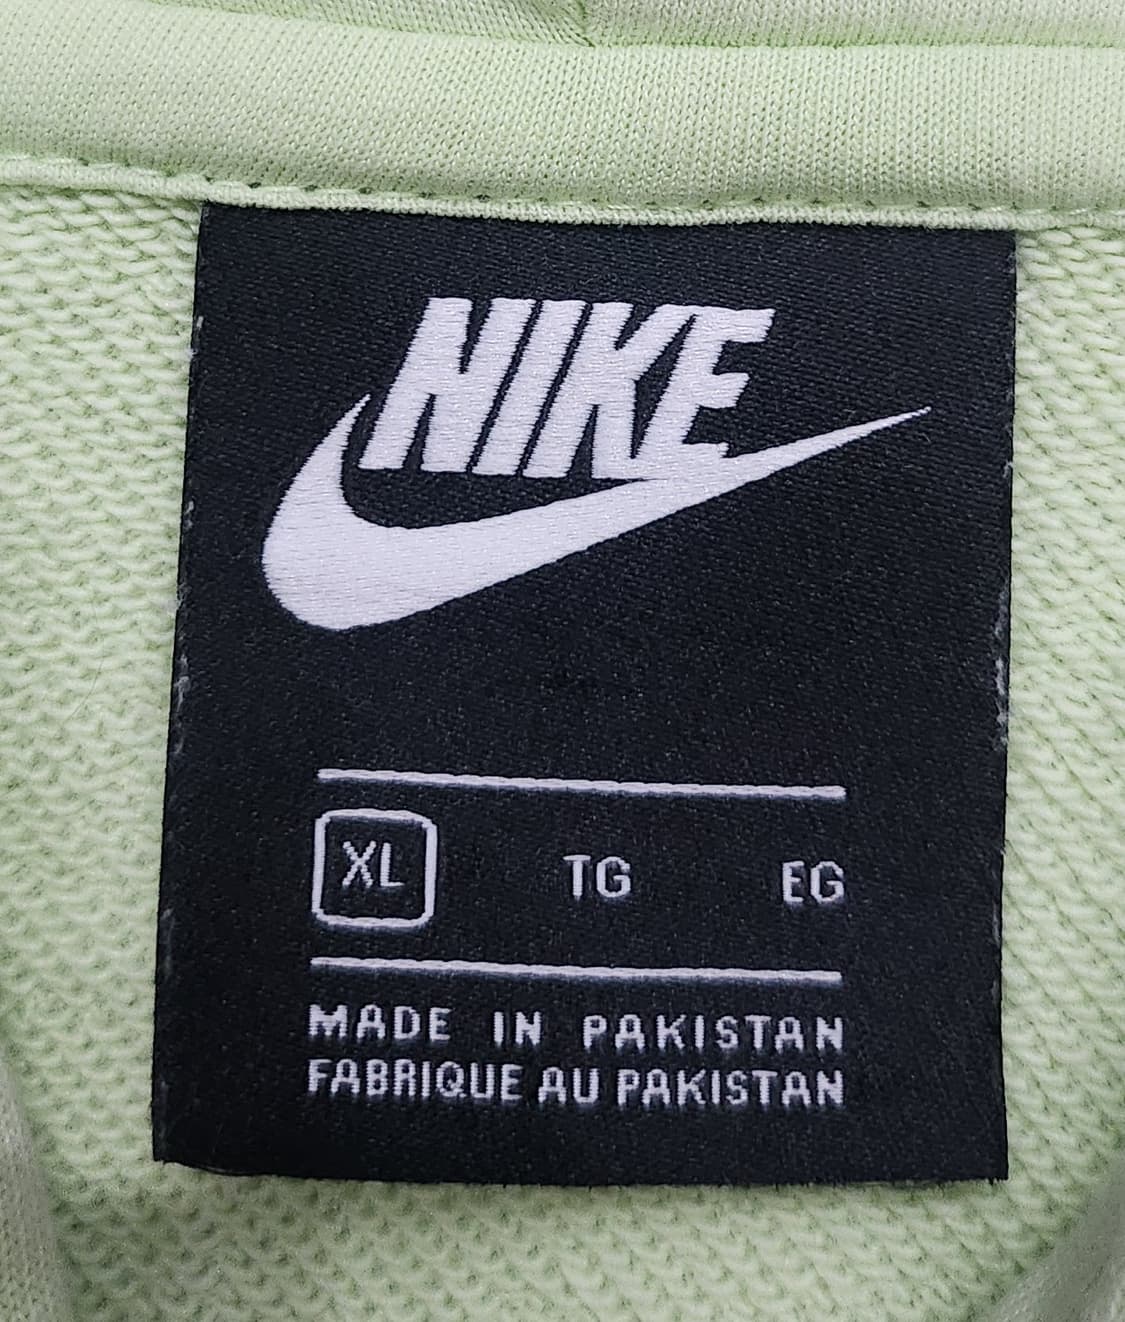 NIKE
XL TG EG
MADE IN PAKISTAN
FABRIQUE AU PAKISTAN